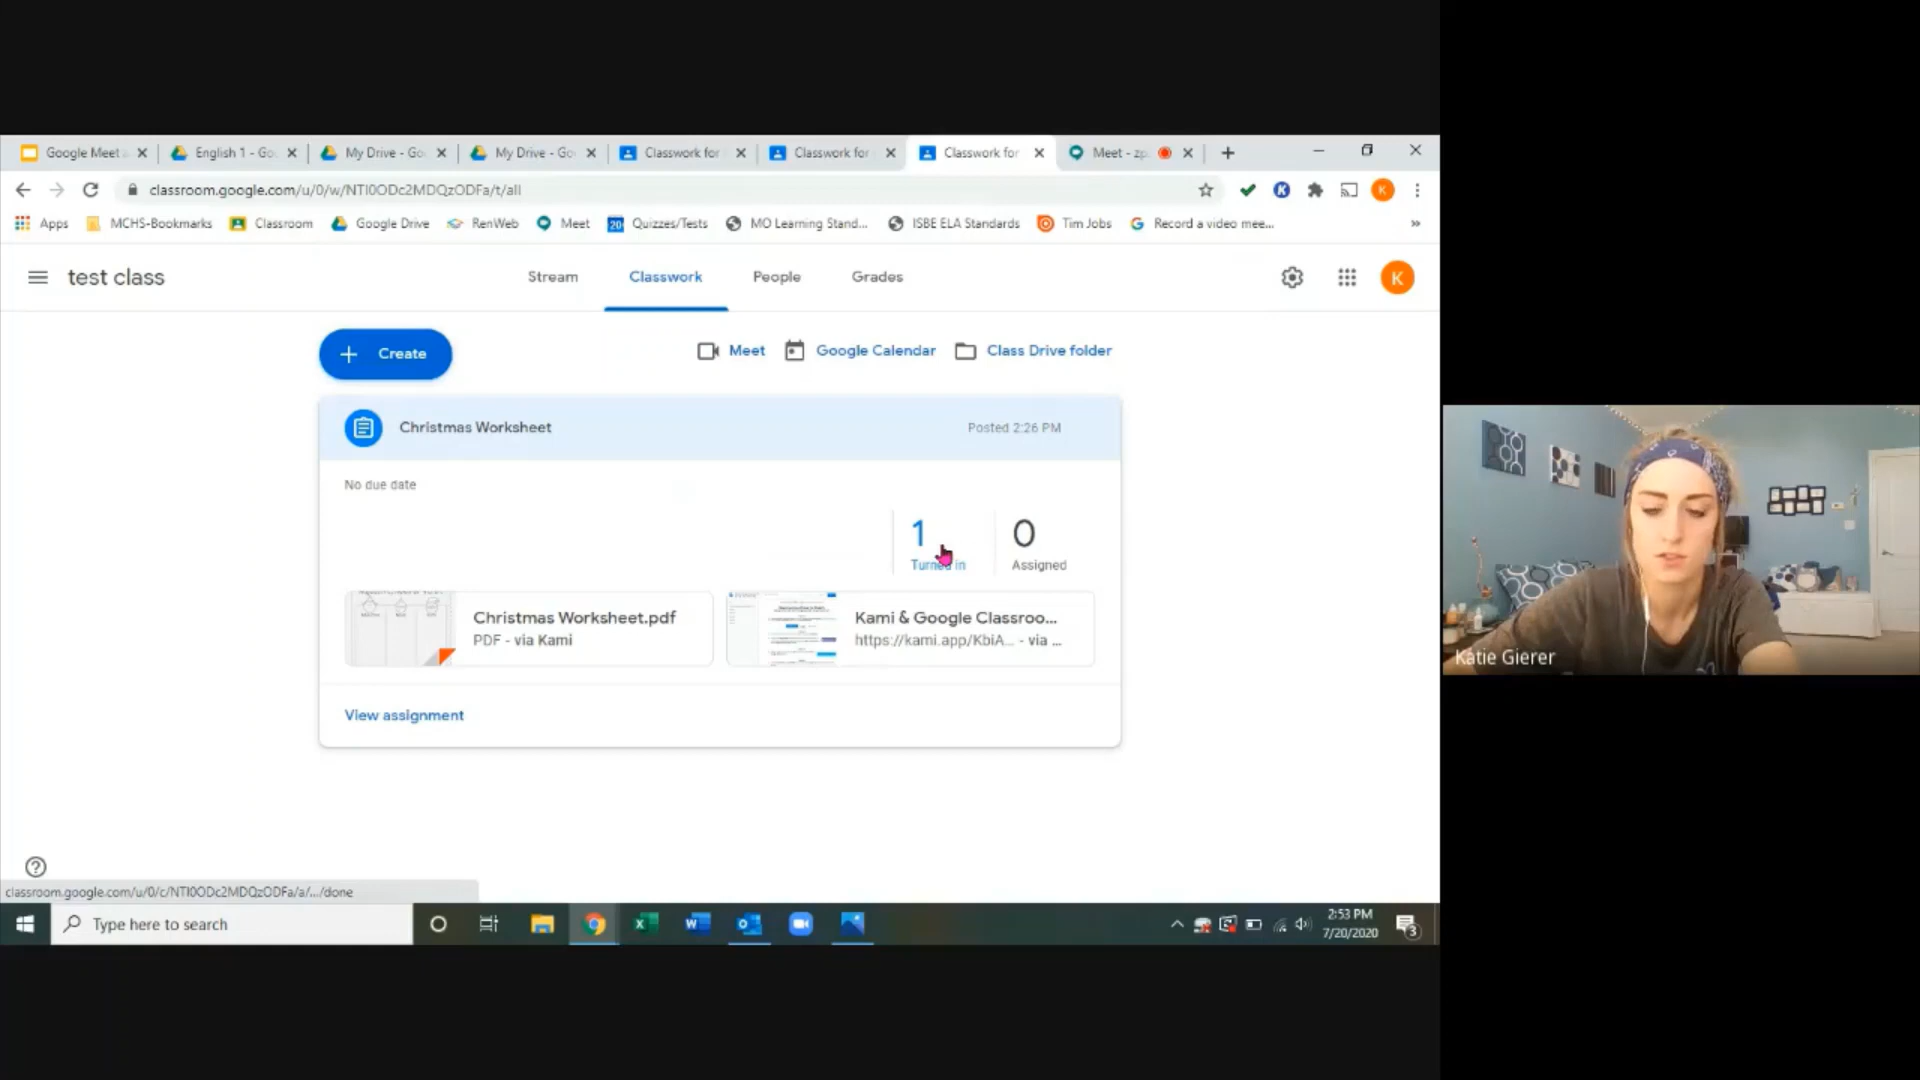 Google Meet
English 1 - Go
My Drive - Go
My Drive - Go
Classwork for
Classwork for
Classwork for
Meet - zp
classroom.google.com/u/0/w/NTI0ODc2MDQzODFa/t/all
K
K
Apps
MCHS-Bookmarks
Classroom
Google Drive
RenWeb
Meet
20
Quizzes/Tests
MO Learning Stand...
ISBE ELA Standards
Tim Jobs
Record a video mee...
»
test class
Stream
Classwork
People
Grades
K
+ Create
Meet
Google Calendar
Class Drive folder
Christmas Worksheet
Posted 2:26 PM
No due date
1
Turned in
0
Assigned
Christmas Worksheet.pdf
PDF - via Kami
Kami & Google Classroo...
https://kami.app/KbiA... - via ...
View assignment
Katie Gierer
classroom.google.com/u/0/c/NTI0ODc2MDQzODFa/a/.../done
Type here to search
2:53 PM
7/20/2020
3